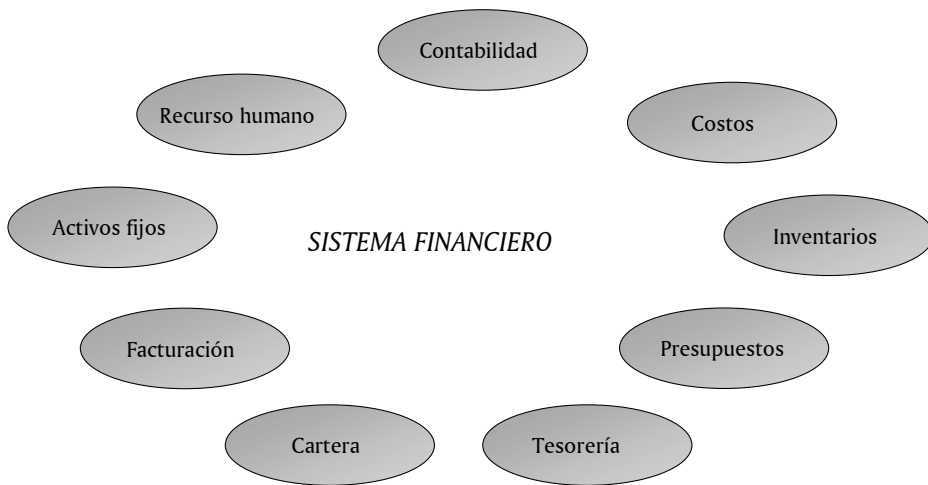 Contabilidad
Recurso humano
Costos
Activos fijos
SISTEMA FINANCIERO
Inventarios
Facturación
Presupuestos
Cartera
Tesorería